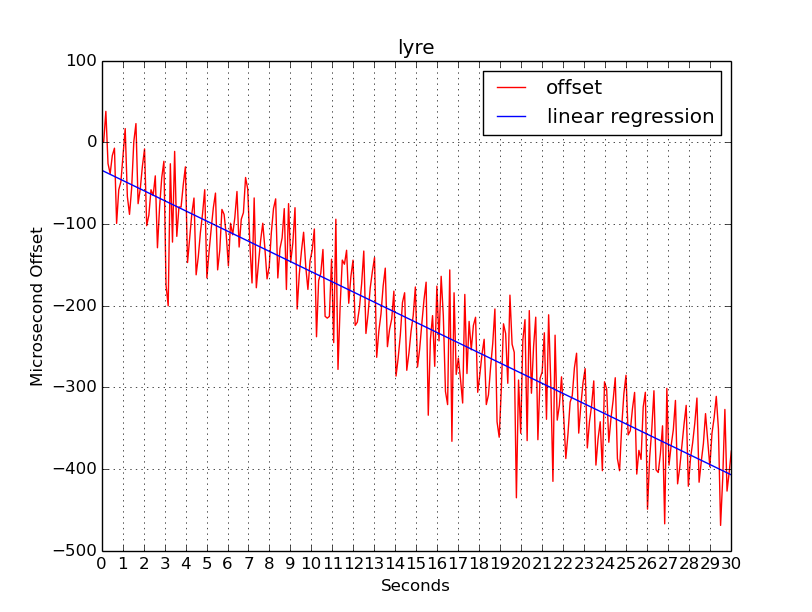 lyre
offset
linear regression
100
0
−100
−200
−300
−400
−500
Microsecond Offset
0 1 2 3 4 5 6 7 8 9 10 11 12 13 14 15 16 17 18 19 20 21 22 23 24 25 26 27 28 29 30
Seconds